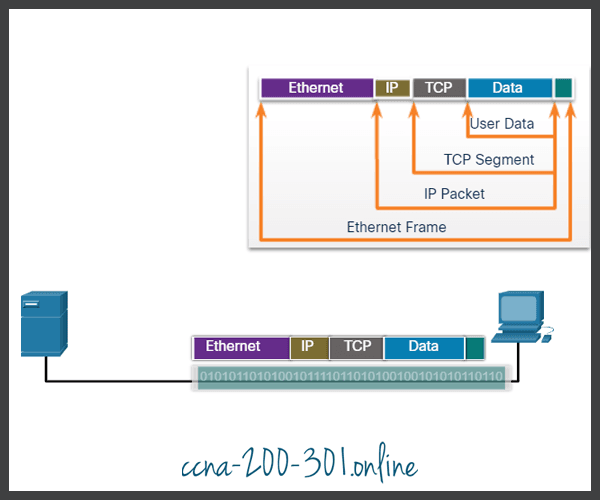 Ethernet IP TCP Data
User Data
TCP Segment
IP Packet
Ethernet Frame
Ethernet IP TCP Data
0101011010100101111011010100100101010110110
ccna-200-301.online